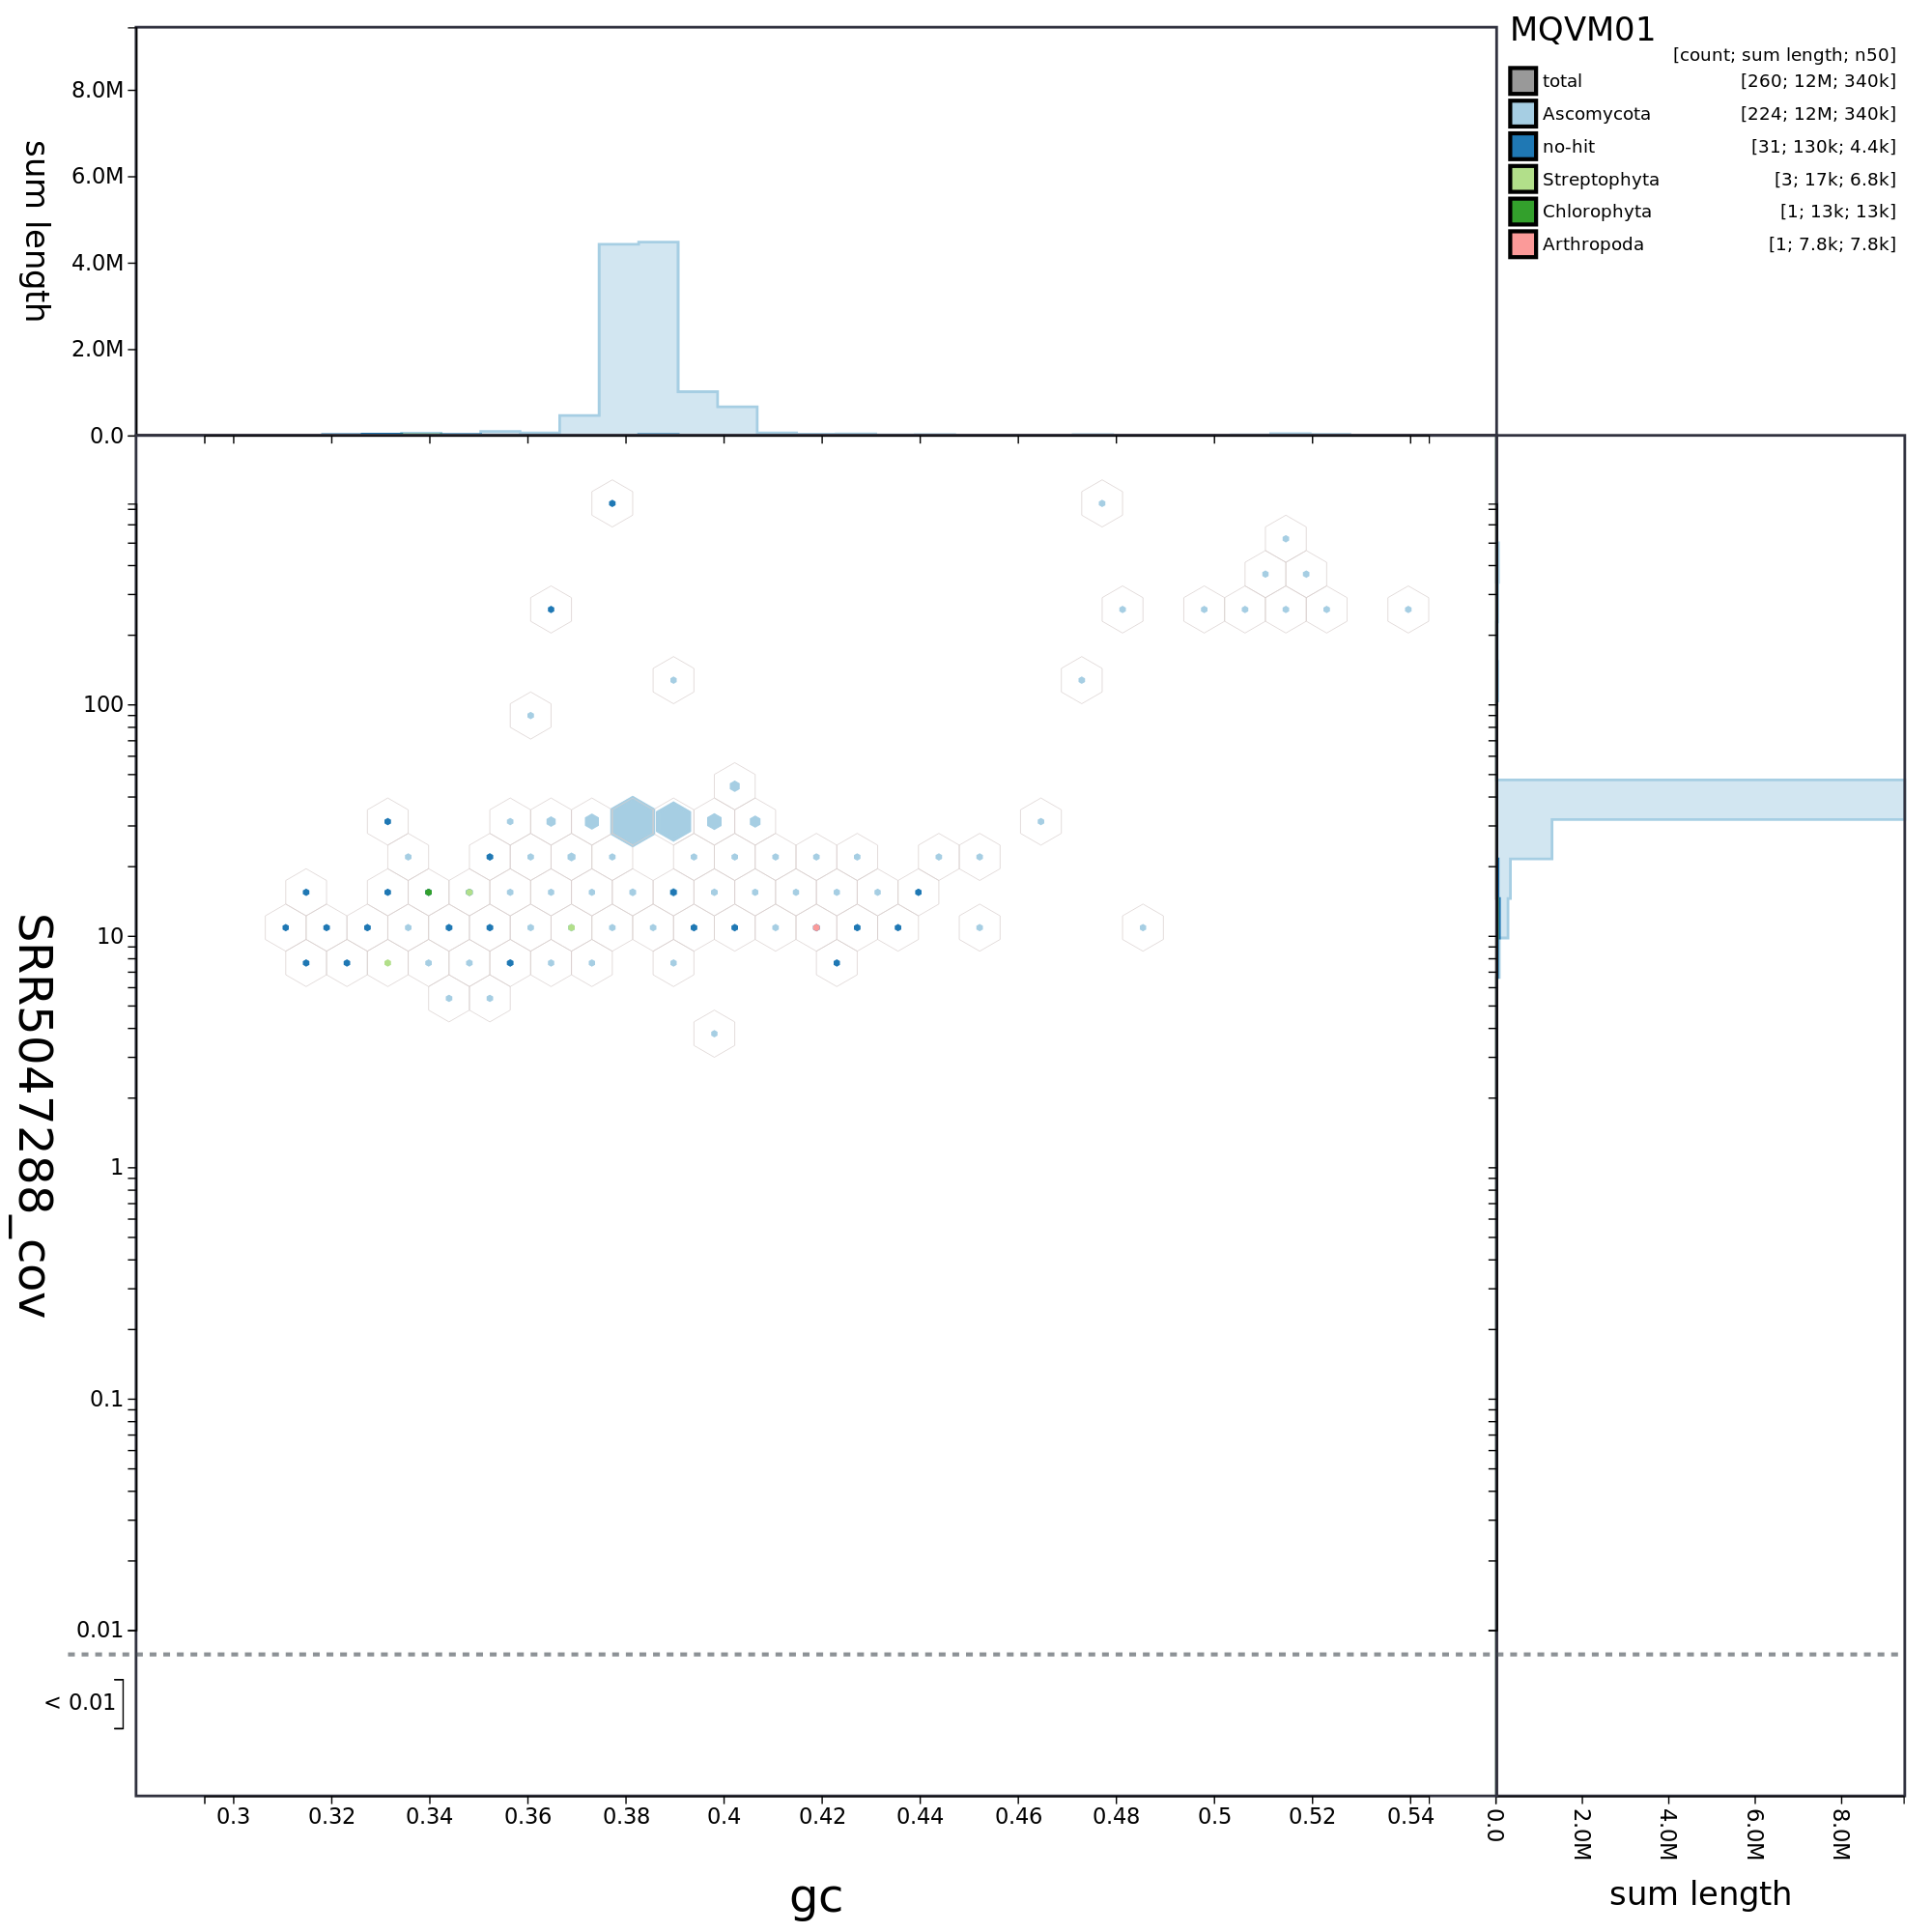 MQVM01
[count; sum length; n50]
total [260; 12M; 340k]
Ascomycota [224; 12M; 340k]
no-hit [31; 130k; 4.4k]
Streptophyta [3; 17k; 6.8k]
Chlorophyta [1; 13k; 13k]
Arthropoda [1; 7.8k; 7.8k]
sum length
8.0M
6.0M
4.0M
2.0M
0.0
SRR5047288_cov
100
10
1
0.1
0.01
< 0.01
0.3 0.32 0.34 0.36 0.38 0.4 0.42 0.44 0.46 0.48 0.5 0.52 0.54
gc
0.0 2.0M 4.0M 6.0M 8.0M
sum length